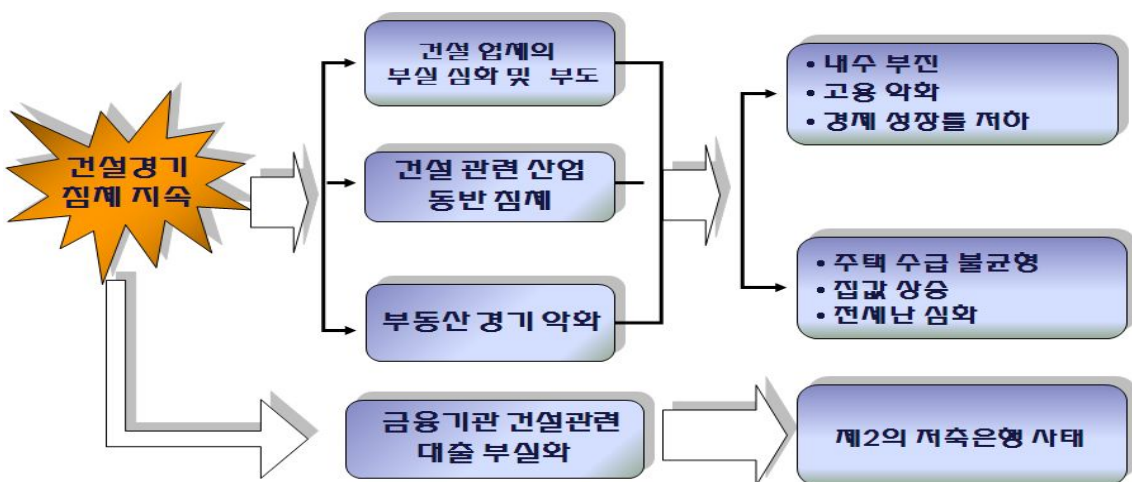 건설경기
침체 지속
건설 업체의
부실 심화 및 부도
건설 관련 산업
동반 침체
부동산 경기 악화
• 내수 부진
• 고용 악화
• 경제 성장률 저하
• 주택 수급 불균형
• 집값 상승
• 전세난 심화
금융기관 건설관련
대출 부실화
제2의 저축은행 사태